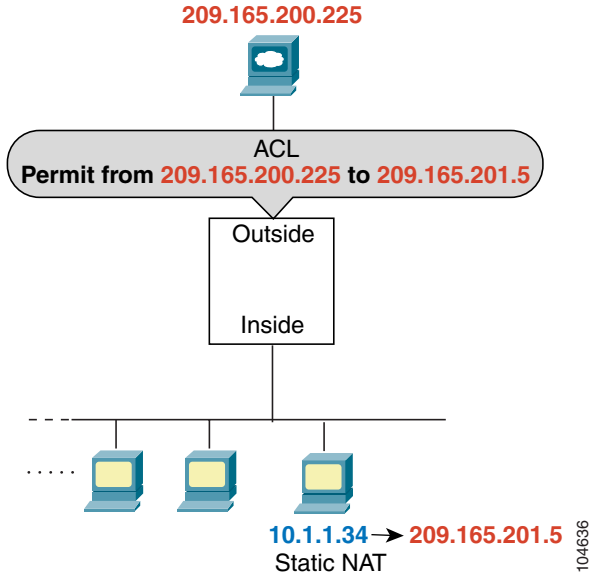 209.165.200.225
ACL
Permit from 209.165.200.225 to 209.165.201.5
Outside
Inside
10.1.1.34 → 209.165.201.5
Static NAT
104636